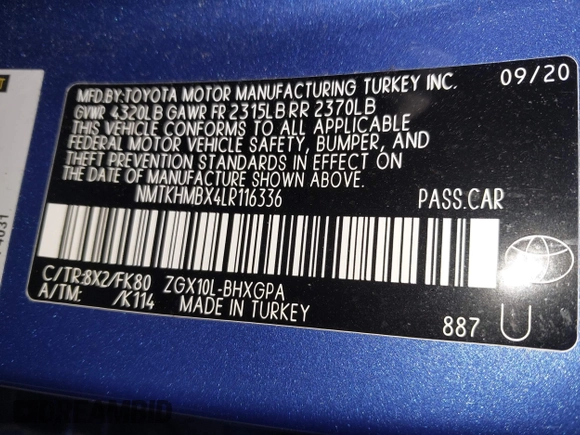 MFD.BY:TOYOTA MOTOR MANUFACTURING TURKEY INC. 09/20
GVWR 4320LB GAWR FR 2315LB RR 2370LB
THIS VEHICLE CONFORMS TO ALL APPLICABLE
FEDERAL MOTOR VEHICLE SAFETY, BUMPER, AND
THEFT PREVENTION STANDARDS IN EFFECT ON
THE DATE OF MANUFACTURE SHOWN ABOVE.
NMTKHMBX4LR116336 PASS.CAR
C/TR:8X2/FK80 ZGX10L-BHXGPA
A/TM: /K114 MADE IN TURKEY
887 U